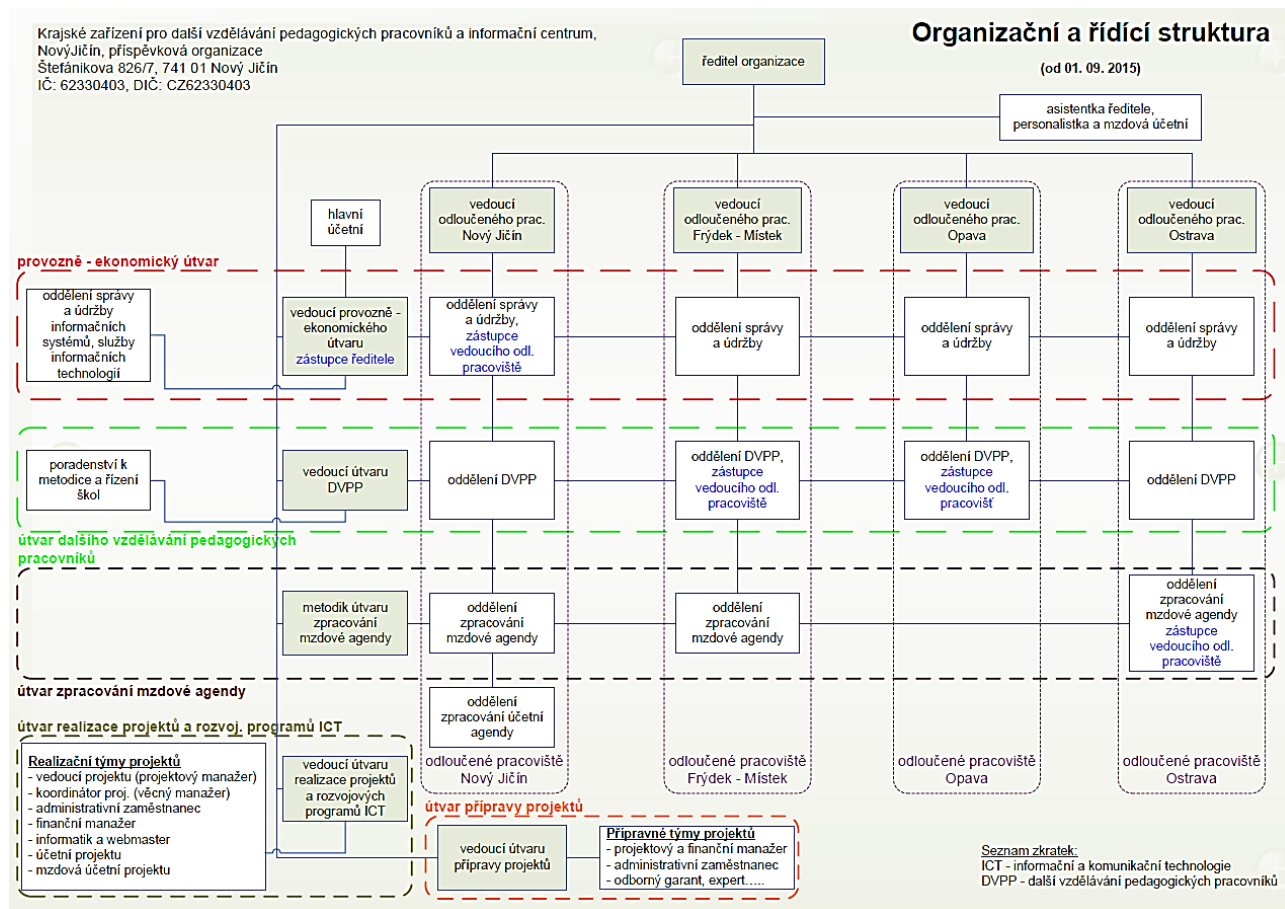 Krajské zařízení pro další vzdělávání pedagogických pracovníků a informační centrum,
NovýJičín, příspěvková organizace
Štefánikova 826/7, 741 01 Nový Jičín
IČ: 62330403, DIČ: CZ62330403
Organizační a řídící struktura
(od 01. 09. 2015)
ředitel organizace
asistentka ředitele,
personalistka a mzdová účetní
hlavní
účetní
vedoucí
odloučeného prac.
Nový Jičín
vedoucí
odloučeného prac.
Frýdek - Místek
vedoucí
odloučeného prac.
Opava
vedoucí
odloučeného prac.
Ostrava
provozně - ekonomický útvar
oddělení správy
a údržby
informačních
systémů, služby
informačních
technologií
vedoucí provozně -
ekonomického
útvaru
zástupce ředitele
oddělení správy
a údržby,
zástupce
vedoucího odl.
pracoviště
oddělení správy
a údržby
oddělení správy
a údržby
oddělení správy
a údržby
poradenství k
metodice a řízení
škol
vedoucí útvaru
DVPP
oddělení DVPP
oddělení DVPP,
zástupce
vedoucího odl.
pracoviště
oddělení DVPP,
zástupce
vedoucího odl.
pracovišť
oddělení DVPP
útvar dalšího vzdělávání pedagogických
pracovníků
metodik útvaru
zpracování
mzdové agendy
oddělení
zpracování
mzdové agendy
oddělení
zpracování
mzdové agendy
oddělení
zpracování
mzdové agendy
zástupce
vedoucího odl.
pracoviště
útvar zpracování mzdové agendy
oddělení
zpracování účetní
agendy
útvar realizace projektů a rozvoj. programů ICT
Realizační týmy projektů
- vedoucí projektu (projektový manažer)
- koordinátor proj. (věcný manažer)
- administrativní zaměstnanec
- finanční manažer
- informatik a webmaster
- účetní projektu
- mzdová účetní projektu
vedoucí útvaru
realizace projektů
a rozvojových
programů ICT
odloučené pracoviště
Nový Jičín
odloučené pracoviště
Frýdek - Místek
odloučené pracoviště
Opava
odloučené pracoviště
Ostrava
útvar přípravy projektů
vedoucí útvaru
přípravy projektů
Přípravné týmy projektů
- projektový a finanční manažer
- administrativní zaměstnanec
- odborný garant, expert.....
Seznam zkratek:
ICT - informační a komunikační technologie
DVPP - další vzdělávání pedagogických pracovníků